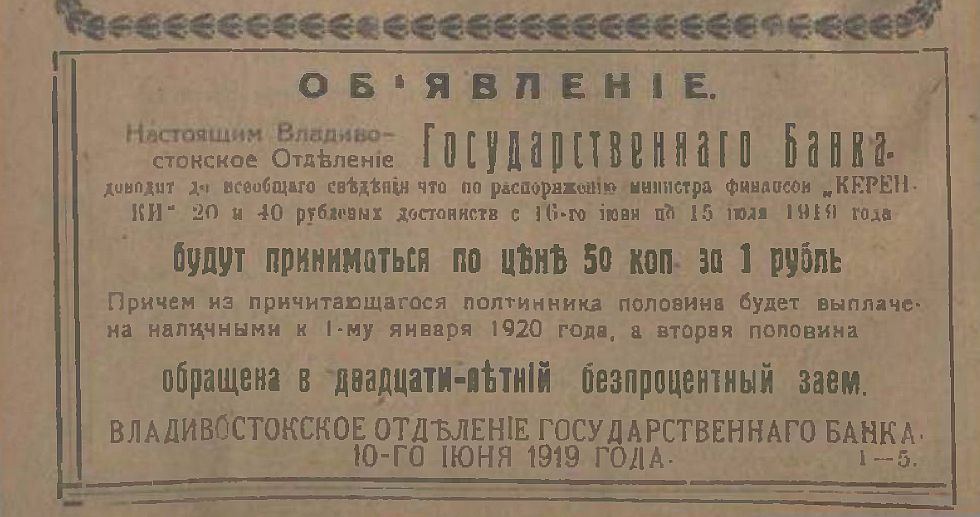 ОБ‘ЯВЛЕНІЕ.
Настоящим Владиво-
стокское Отдѣленіе Государственнаго Банка.
доводит до всеобщаго свѣдѣнія что по распоряженію министра финансов „КЕРЕН-
КИ“ 20 и 40 рублевых достоинств с 16-го іюня по 15 іюля 1919 года
будут приниматься по цѣнѣ 50 коп. за 1 рубль
Причем из причитающагося полтинника половина будет выплаче-
на наличными к 1-му января 1920 года, а вторая половина
обращена в двадцати-лѣтній безпроцентный заем.
ВЛАДИВОСТОКСКОЕ ОТДѢЛЕНІЕ ГОСУДАРСТВЕННАГО БАНКА.
10-ГО ІЮНЯ 1919 ГОДА.
1—5.